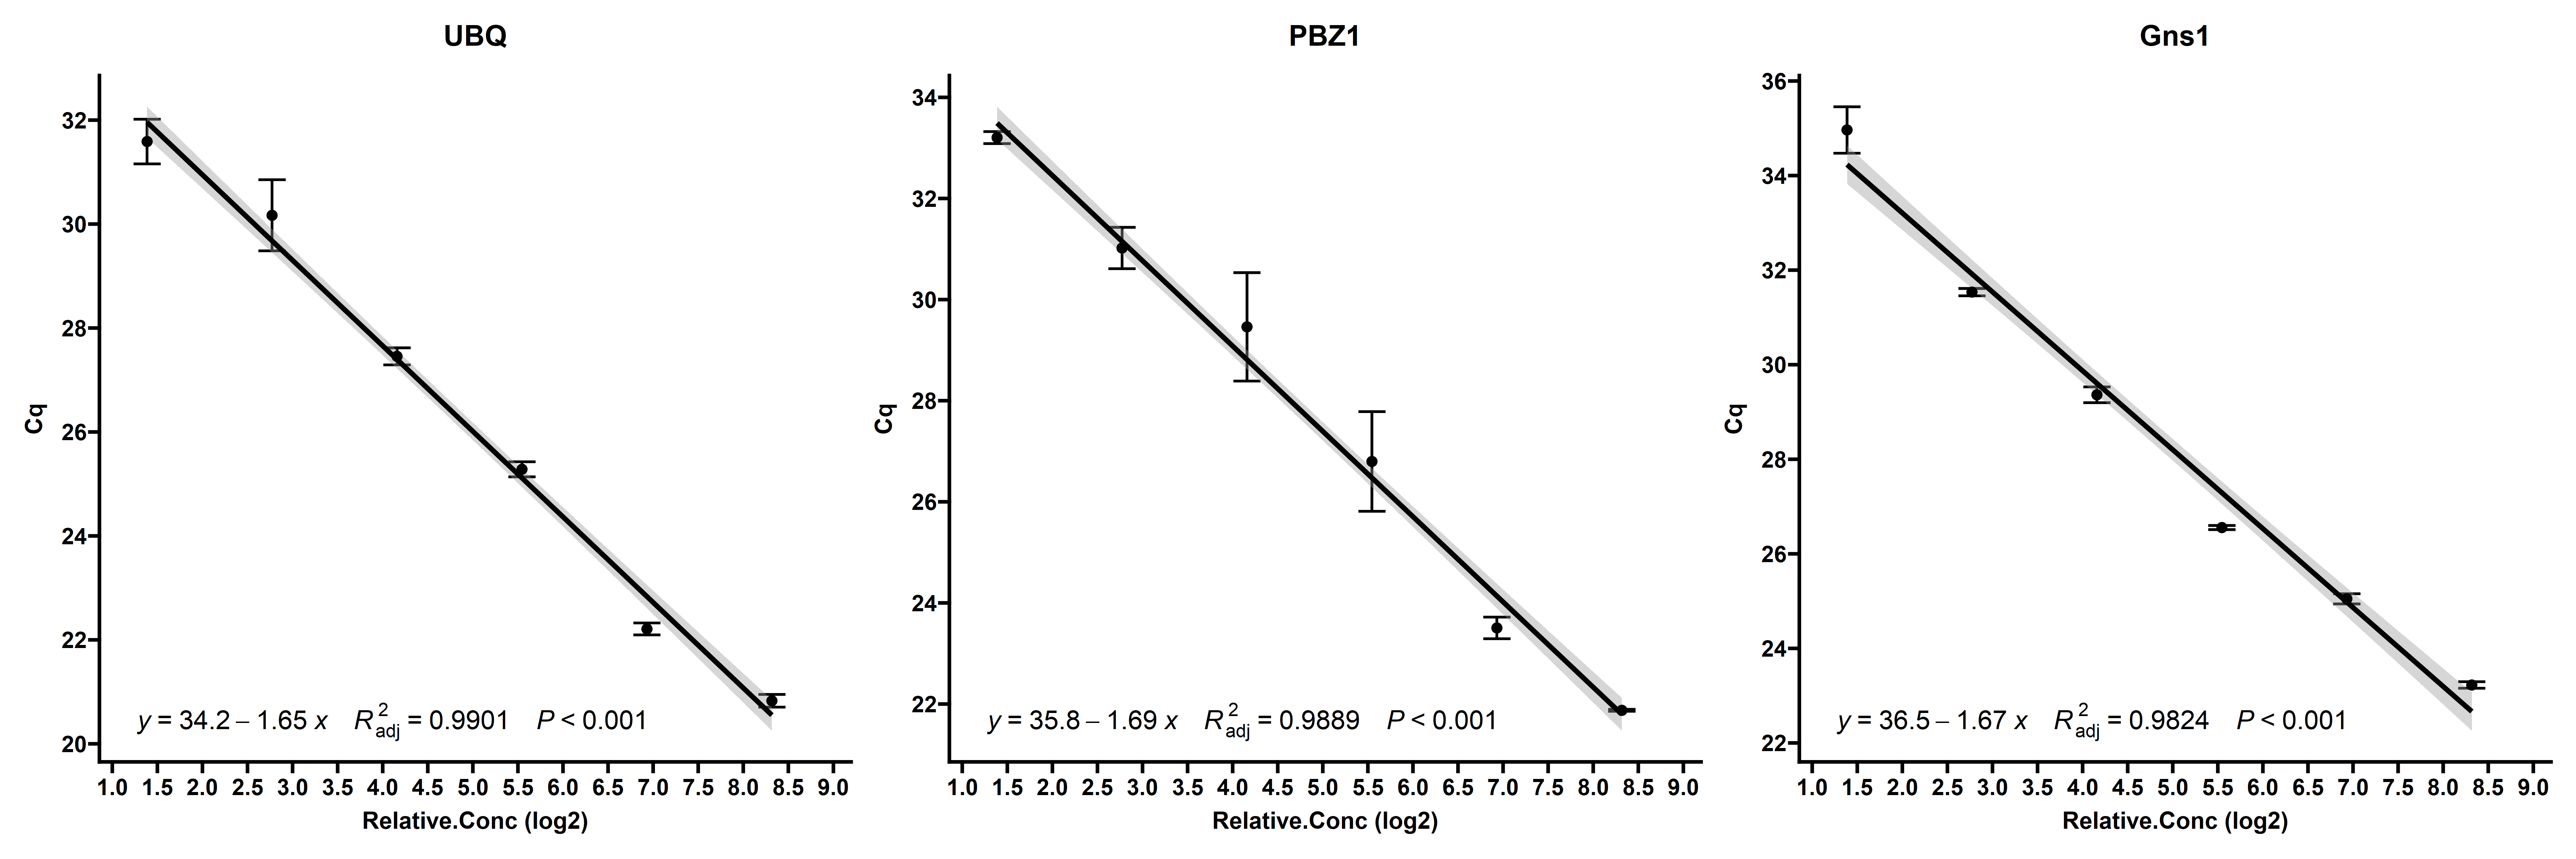 UBQ
32
30
28
26
24
22
20
Cq
y = 34.2 – 1.65 x R²adj = 0.9901 P < 0.001
1.0 1.5 2.0 2.5 3.0 3.5 4.0 4.5 5.0 5.5 6.0 6.5 7.0 7.5 8.0 8.5 9.0
Relative.Conc (log2)
PBZ1
34
32
30
28
26
24
22
Cq
y = 35.8 – 1.69 x R²adj = 0.9889 P < 0.001
1.0 1.5 2.0 2.5 3.0 3.5 4.0 4.5 5.0 5.5 6.0 6.5 7.0 7.5 8.0 8.5 9.0
Relative.Conc (log2)
Gns1
36
34
32
30
28
26
24
22
Cq
y = 36.5 – 1.67 x R²adj = 0.9824 P < 0.001
1.0 1.5 2.0 2.5 3.0 3.5 4.0 4.5 5.0 5.5 6.0 6.5 7.0 7.5 8.0 8.5 9.0
Relative.Conc (log2)